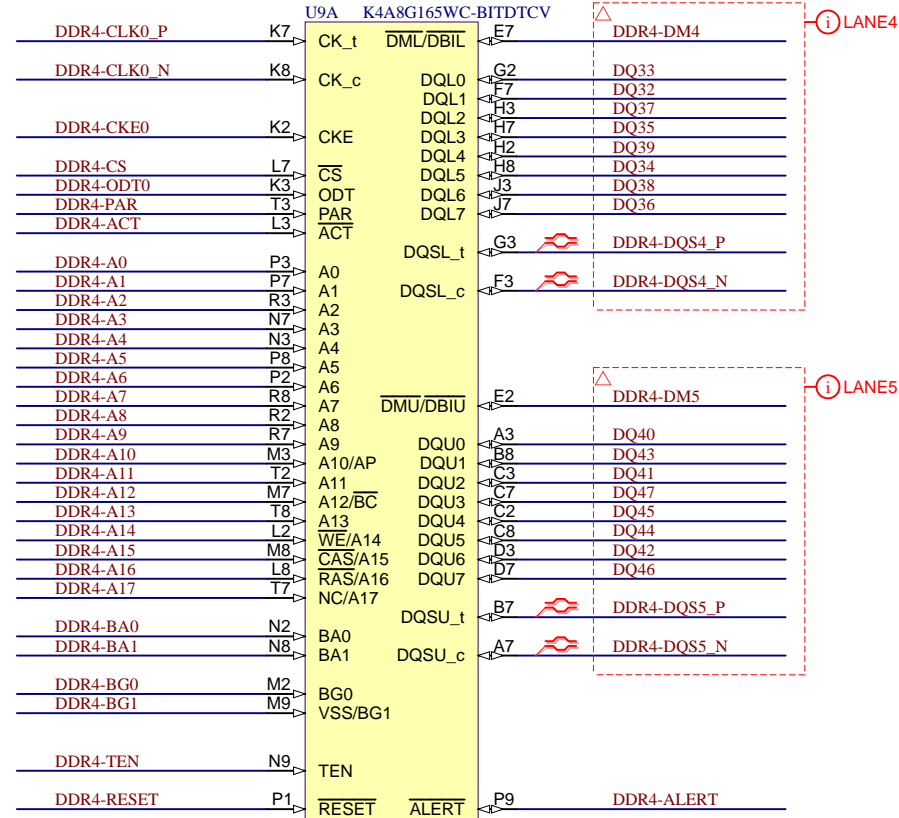 U9A K4A8G165WC-BITDTCV
DDR4-CLK0_P K7 CK_t DML/DBIL E7 DDR4-DM4 LANE4
DDR4-CLK0_N K8 CK_c DQL0 G2 DQ33
DQL1 F7 DQ32
DQL2 H3 DQ37
DDR4-CKE0 K2 CKE DQL3 H7 DQ35
DQL4 H2 DQ39
DDR4-CS L7 CS DQL5 H8 DQ34
DDR4-ODT0 K3 ODT DQL6 J3 DQ38
DDR4-PAR T3 PAR DQL7 J7 DQ36
DDR4-ACT L3 ACT
DQSL_t G3 DDR4-DQS4_P
DDR4-A0 P3 A0
DDR4-A1 P7 A1 DQSL_c F3 DDR4-DQS4_N
DDR4-A2 R3 A2
DDR4-A3 N7 A3
DDR4-A4 N3 A4
DDR4-A5 P8 A5
DDR4-A6 P2 A6 LANE5
DDR4-A7 R8 A7 DMU/DBIU E2 DDR4-DM5
DDR4-A8 R2 A8
DDR4-A9 R7 A9 DQU0 A3 DQ40
DDR4-A10 M3 A10/AP DQU1 B8 DQ43
DDR4-A11 T2 A11 DQU2 C3 DQ41
DDR4-A12 M7 A12/BC DQU3 C7 DQ47
DDR4-A13 T8 A13 DQU4 C2 DQ45
DDR4-A14 L2 WE/A14 DQU5 C8 DQ44
DDR4-A15 M8 CAS/A15 DQU6 D3 DQ42
DDR4-A16 L8 RAS/A16 DQU7 D7 DQ46
DDR4-A17 T7 NC/A17
DQSU_t B7 DDR4-DQS5_P
DDR4-BA0 N2 BA0
DDR4-BA1 N8 BA1 DQSU_c A7 DDR4-DQS5_N
DDR4-BG0 M2 BG0
DDR4-BG1 M9 VSS/BG1
DDR4-TEN N9 TEN
DDR4-RESET P1 RESET ALERT P9 DDR4-ALERT